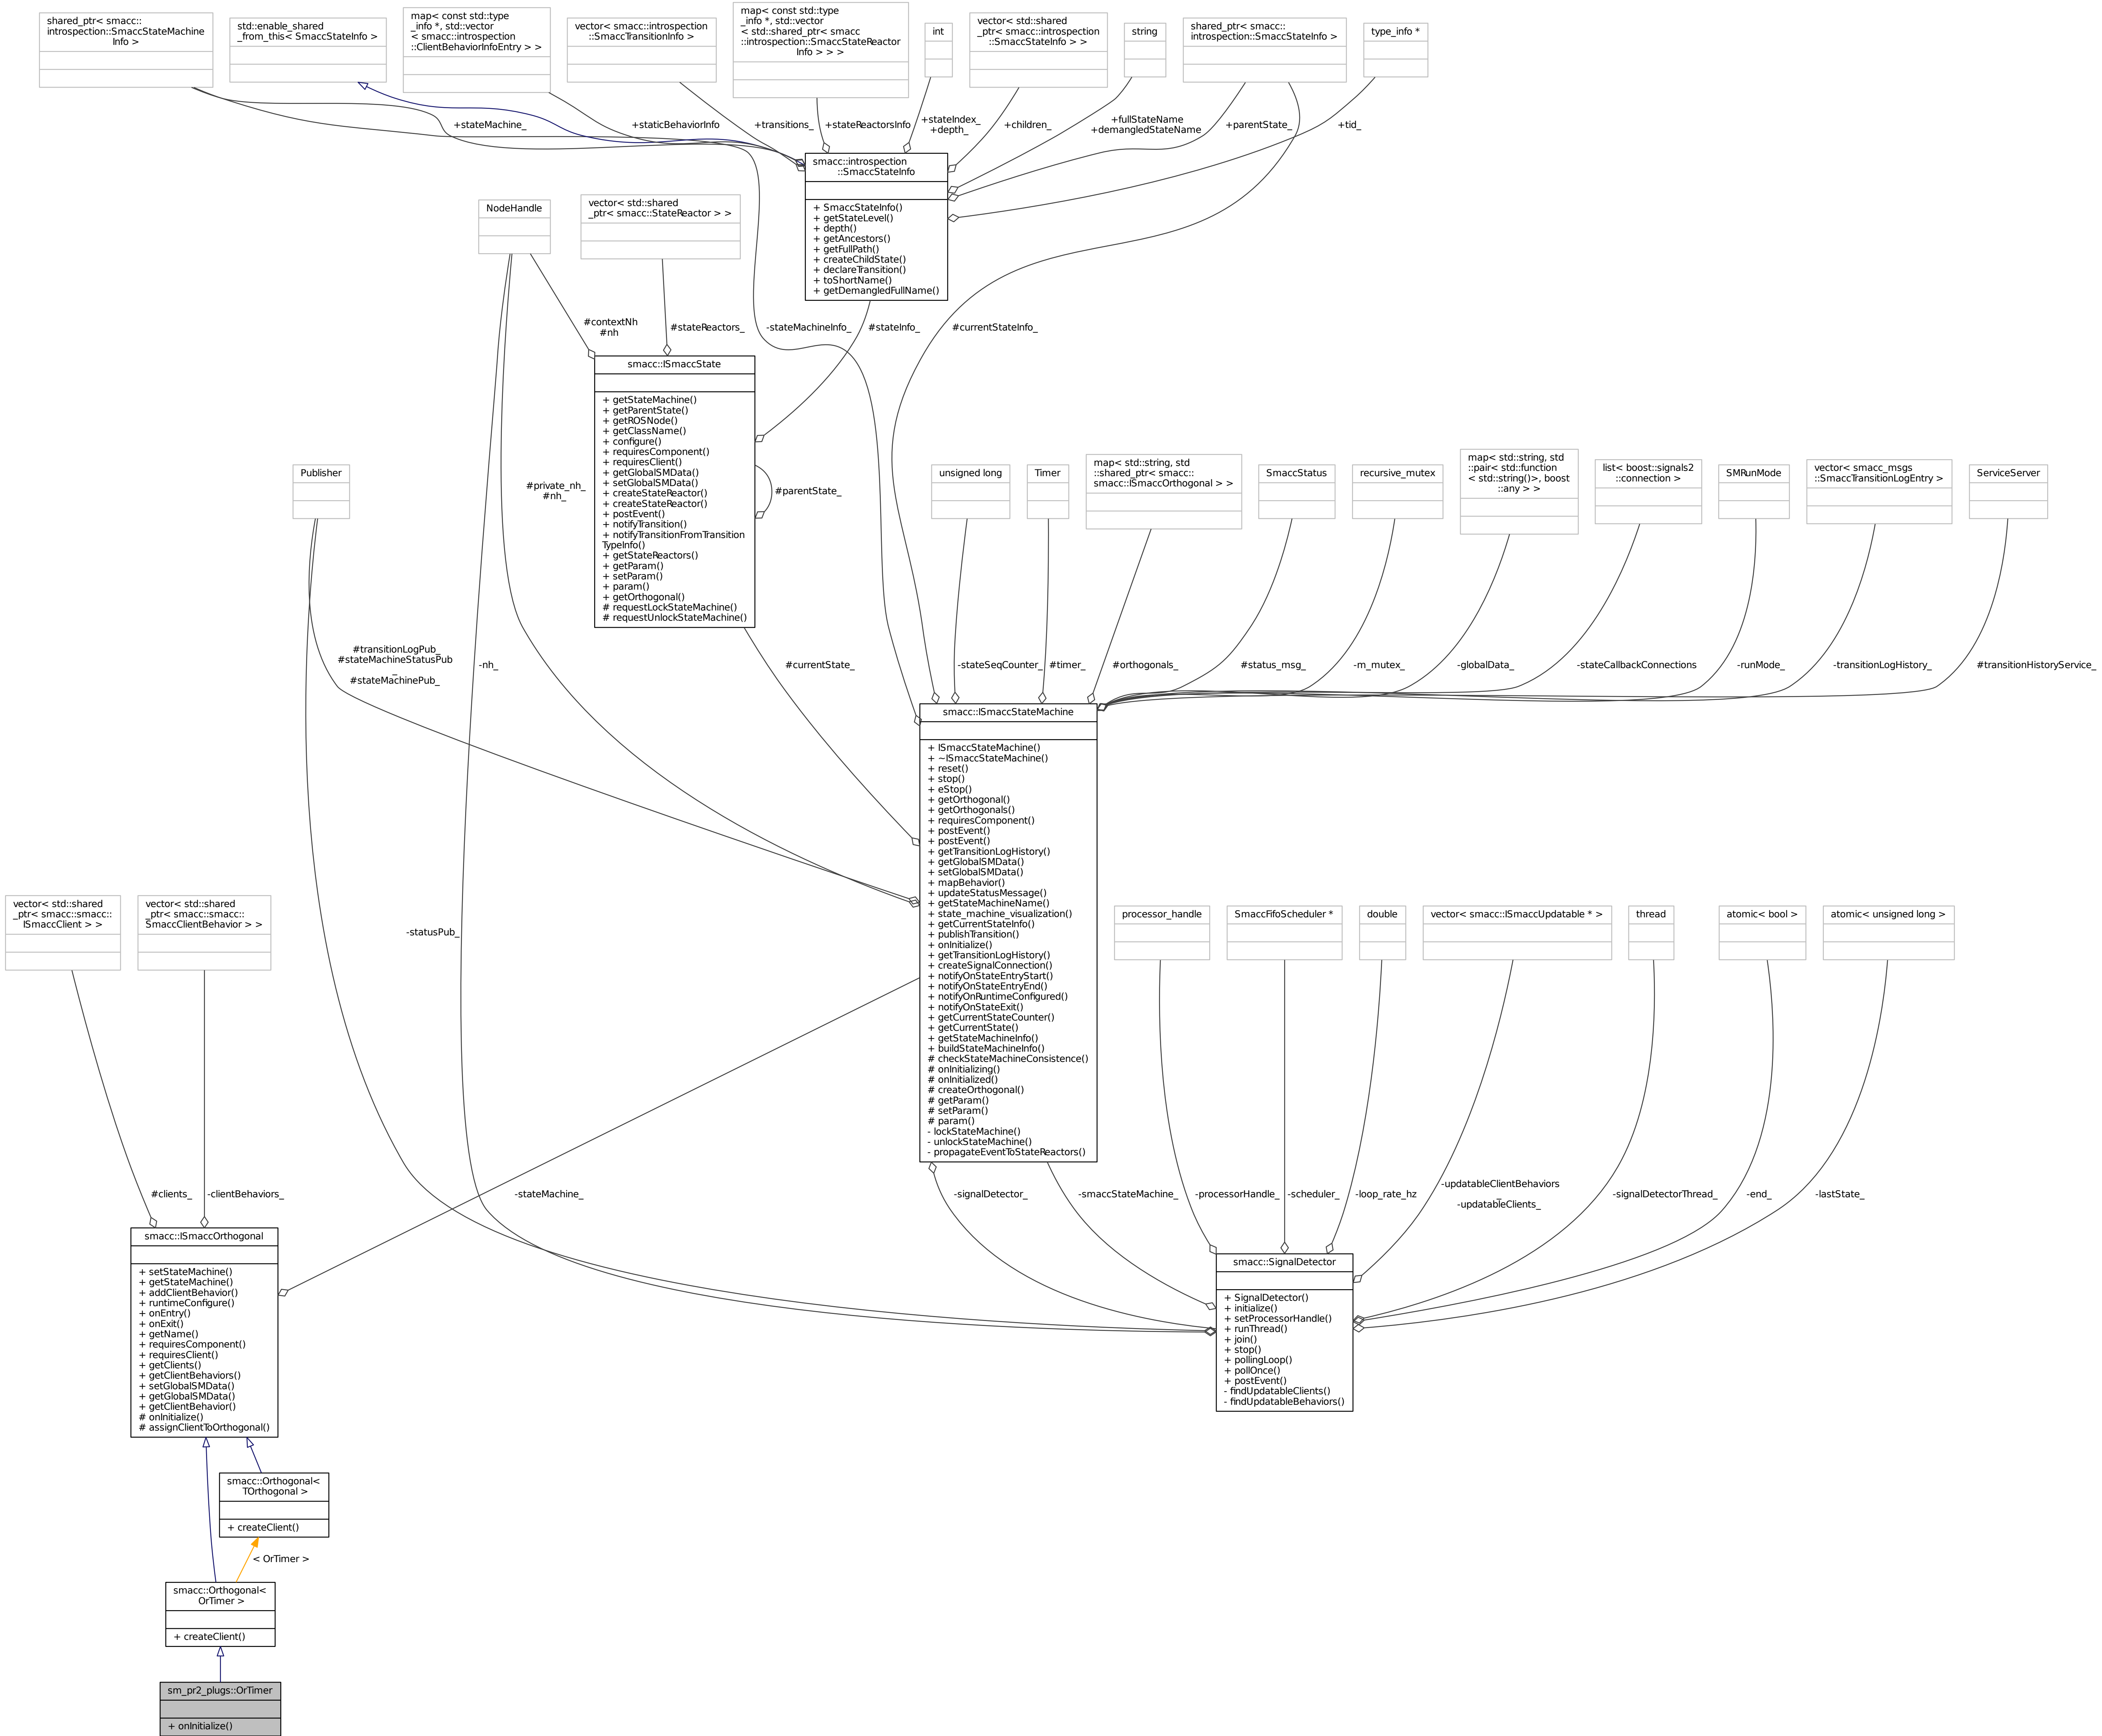 shared_ptr< smacc::
introspection::SmaccStateMachine
Info >
std::enable_shared
_from_this< SmaccStateInfo >
map< const std::type
_info *, std::vector
< smacc::introspection
::ClientBehaviorInfoEntry > >
vector< smacc::introspection
::SmaccTransitionInfo >
map< const std::type
_info *, std::vector
< std::shared_ptr< smacc
::introspection::SmaccStateReactor
Info > > >
int
vector< std::shared
_ptr< smacc::introspection
::SmaccStateInfo > >
string
shared_ptr< smacc::
introspection::SmaccStateInfo >
type_info *
+stateMachine_
+staticBehaviorInfo
+transitions_
+stateReactorsInfo
+stateIndex_
+depth_
+children_
+fullStateName
+demangledStateName
+parentState_
+tid_
smacc::introspection
::SmaccStateInfo
+ SmaccStateInfo()
+ getStateLevel()
+ depth()
+ getAncestors()
+ getFullPath()
+ createChildState()
+ declareTransition()
+ toShortName()
+ getDemangledFullName()
NodeHandle
vector< std::shared
_ptr< smacc::StateReactor > >
#contextNh
#nh
#stateReactors_
-stateMachineInfo_
#stateInfo_
#currentStateInfo_
smacc::ISmaccState
+ getStateMachine()
+ getParentState()
+ getROSNode()
+ getClassName()
+ configure()
+ requiresComponent()
+ requiresClient()
+ getGlobalSMData()
+ setGlobalSMData()
+ createStateReactor()
+ createStateReactor()
+ postEvent()
+ notifyTransition()
+ notifyTransitionFromTransition
TypeInfo()
+ getStateReactors()
+ getParam()
+ setParam()
+ param()
+ getOrthogonal()
# requestLockStateMachine()
# requestUnlockStateMachine()
#parentState_
Publisher
#private_nh_
#nh_
unsigned long
Timer
map< std::string, std
::shared_ptr< smacc::
smacc::ISmaccOrthogonal > >
SmaccStatus
recursive_mutex
map< std::string, std
::pair< std::function
< std::string()>, boost
::any > >
list< boost::signals2
::connection >
SMRunMode
vector< smacc_msgs
::SmaccTransitionLogEntry >
ServiceServer
#transitionLogPub_
#stateMachineStatusPub
_
#stateMachinePub_
-nh_
#currentState_
-stateSeqCounter_
#timer_
#orthogonals_
#status_msg_
-m_mutex_
-globalData_
-stateCallbackConnections
-runMode_
-transitionLogHistory_
#transitionHistoryService_
smacc::ISmaccStateMachine
+ ISmaccStateMachine()
+ ~ISmaccStateMachine()
+ reset()
+ stop()
+ eStop()
+ getOrthogonal()
+ getOrthogonals()
+ requiresComponent()
+ postEvent()
+ postEvent()
+ getTransitionLogHistory()
+ getGlobalSMData()
+ setGlobalSMData()
+ mapBehavior()
+ updateStatusMessage()
+ getStateMachineName()
+ state_machine_visualization()
+ getCurrentStateInfo()
+ publishTransition()
+ onInitialize()
+ getTransitionLogHistory()
+ createSignalConnection()
+ notifyOnStateEntryStart()
+ notifyOnStateEntryEnd()
+ notifyOnRuntimeConfigured()
+ notifyOnStateExit()
+ getCurrentStateCounter()
+ getCurrentState()
+ getStateMachineInfo()
+ buildStateMachineInfo()
# checkStateMachineConsistence()
# onInitializing()
# onInitialized()
# createOrthogonal()
# getParam()
# setParam()
# param()
- lockStateMachine()
- unlockStateMachine()
- propagateEventToStateReactors()
vector< std::shared
_ptr< smacc::smacc::
ISmaccClient > >
vector< std::shared
_ptr< smacc::smacc::
SmaccClientBehavior > >
-statusPub_
processor_handle
SmaccFifoScheduler *
double
vector< smacc::ISmaccUpdatable * >
thread
atomic< bool >
atomic< unsigned long >
#clients_
-clientBehaviors_
-stateMachine_
-signalDetector_
-smaccStateMachine_
-processorHandle_
-scheduler_
-loop_rate_hz
-updatableClientBehaviors
_
-updatableClients_
-signalDetectorThread_
-end_
-lastState_
smacc::ISmaccOrthogonal
+ setStateMachine()
+ getStateMachine()
+ addClientBehavior()
+ runtimeConfigure()
+ onEntry()
+ onExit()
+ getName()
+ requiresComponent()
+ requiresClient()
+ getClients()
+ getClientBehaviors()
+ setGlobalSMData()
+ getGlobalSMData()
+ getClientBehavior()
# onInitialize()
# assignClientToOrthogonal()
smacc::SignalDetector
+ SignalDetector()
+ initialize()
+ setProcessorHandle()
+ runThread()
+ join()
+ stop()
+ pollingLoop()
+ pollOnce()
+ postEvent()
- findUpdatableClients()
- findUpdatableBehaviors()
smacc::Orthogonal<
TOrthogonal >
+ createClient()
< OrTimer >
smacc::Orthogonal<
OrTimer >
+ createClient()
sm_pr2_plugs::OrTimer
+ onInitialize()